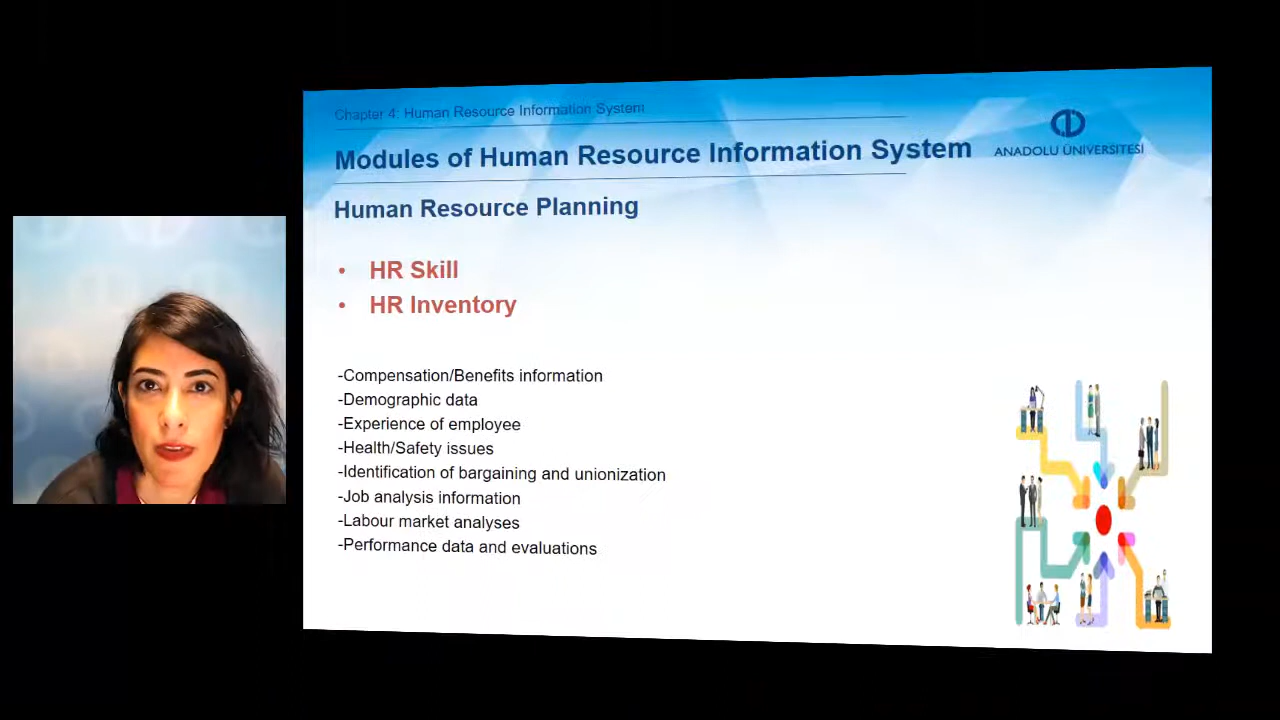 Chapter 4: Human Resource Information System
Modules of Human Resource Information System
ANADOLU ÜNİVERSİTESİ
Human Resource Planning
• HR Skill
• HR Inventory
-Compensation/Benefits information
-Demographic data
-Experience of employee
-Health/Safety issues
-Identification of bargaining and unionization
-Job analysis information
-Labour market analyses
-Performance data and evaluations